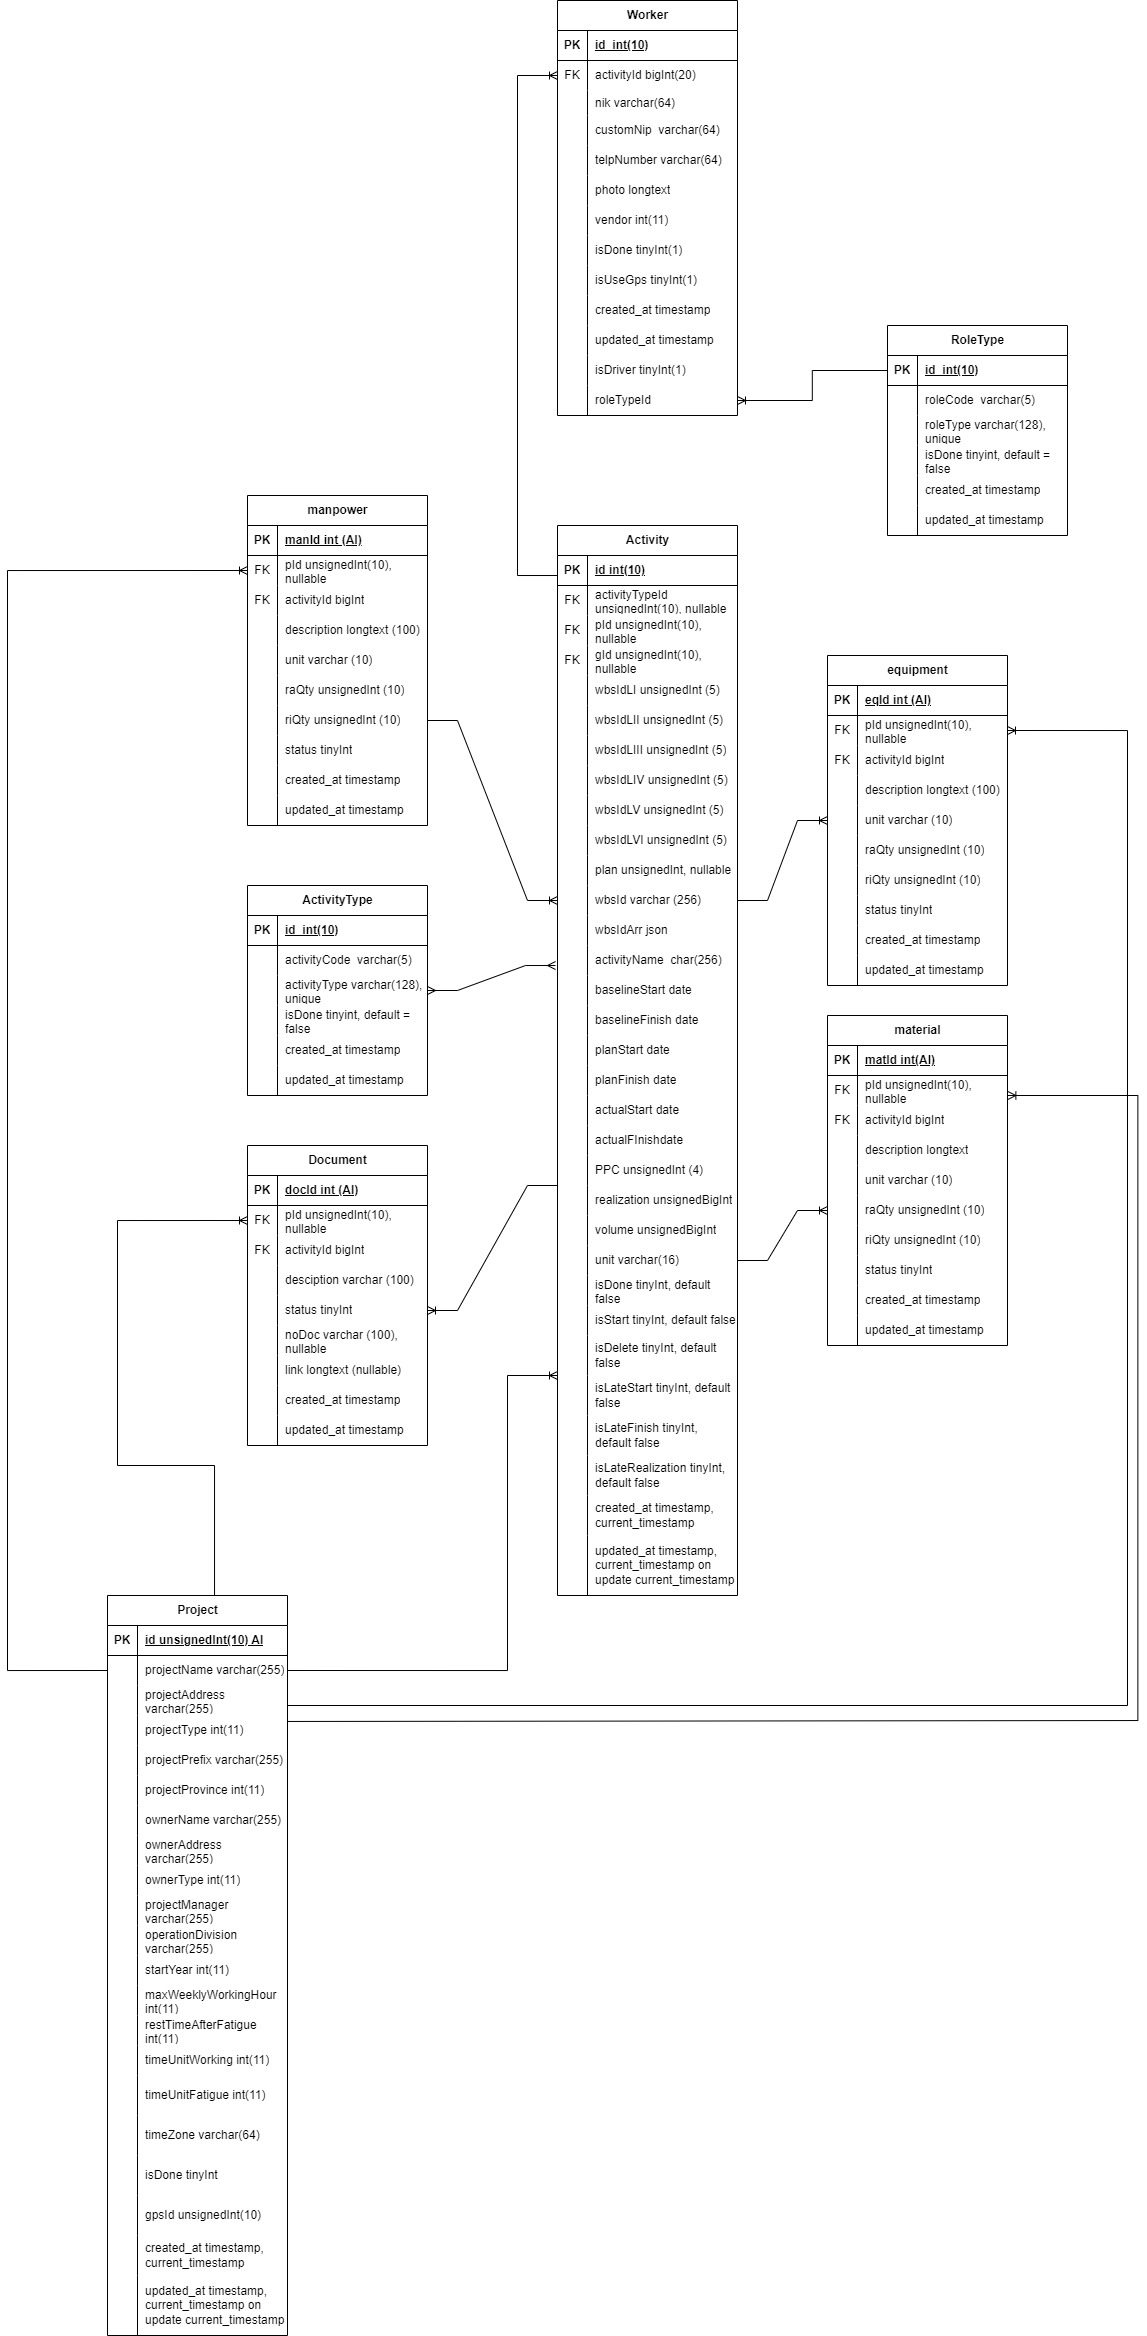 Worker
PK id int(10)
FK activityId bigInt(20)
nik varchar(64)
customNip varchar(64)
telpNumber varchar(64)
photo longtext
vendor int(11)
isDone tinyInt(1)
isUseGps tinyInt(1)
created_at timestamp
updated_at timestamp
isDriver tinyInt(1)
roleTypeId
RoleType
PK id int(10)
roleCode varchar(5)
roleType varchar(128),
unique
isDone tinyint, default =
false
created_at timestamp
updated_at timestamp
manpower
PK manId int (AI)
FK pId unsignedInt(10),
nullable
FK activityId bigInt
description longtext (100)
unit varchar (10)
raQty unsignedInt (10)
riQty unsignedInt (10)
status tinyInt
created_at timestamp
updated_at timestamp
Activity
PK id int(10)
FK activityTypeId
unsignedInt(10), nullable
FK pId unsignedInt(10),
nullable
FK gId unsignedInt(10),
nullable
wbsIdLI unsignedInt (5)
wbsIdLII unsignedInt (5)
wbsIdLIII unsignedInt (5)
wbsIdLIV unsignedInt (5)
wbsIdLV unsignedInt (5)
wbsIdLVI unsignedInt (5)
plan unsignedInt, nullable
wbsId varchar (256)
wbsIdArr json
activityName char(256)
baselineStart date
baselineFinish date
planStart date
planFinish date
actualStart date
actualFInishdate
PPC unsignedInt (4)
realization unsignedBigInt
volume unsignedBigInt
unit varchar(16)
isDone tinyInt, default
false
isStart tinyInt, default false
isDelete tinyInt, default
false
isLateStart tinyInt, default
false
isLateFinish tinyInt,
default false
isLateRealization tinyInt,
default false
created_at timestamp,
current_timestamp
updated_at timestamp,
current_timestamp on
update current_timestamp
equipment
PK eqId int (AI)
FK pId unsignedInt(10),
nullable
FK activityId bigInt
description longtext (100)
unit varchar (10)
raQty unsignedInt (10)
riQty unsignedInt (10)
status tinyInt
created_at timestamp
updated_at timestamp
ActivityType
PK id int(10)
activityCode varchar(5)
activityType varchar(128),
unique
isDone tinyint, default =
false
created_at timestamp
updated_at timestamp
material
PK matId int(AI)
FK pId unsignedInt(10),
nullable
FK activityId bigInt
description longtext
unit varchar (10)
raQty unsignedInt (10)
riQty unsignedInt (10)
status tinyInt
created_at timestamp
updated_at timestamp
Document
PK docId int (AI)
FK pId unsignedInt(10),
nullable
FK activityId bigInt
desciption varchar (100)
status tinyInt
noDoc varchar (100),
nullable
link longtext (nullable)
created_at timestamp
updated_at timestamp
Project
PK id unsignedInt(10) AI
projectName varchar(255)
projectAddress
varchar(255)
projectType int(11)
projectPrefix varchar(255)
projectProvince int(11)
ownerName varchar(255)
ownerAddress
varchar(255)
ownerType int(11)
projectManager
varchar(255)
operationDivision
varchar(255)
startYear int(11)
maxWeeklyWorkingHour
int(11)
restTimeAfterFatigue
int(11)
timeUnitWorking int(11)
timeUnitFatigue int(11)
timeZone varchar(64)
isDone tinyInt
gpsId unsignedInt(10)
created_at timestamp,
current_timestamp
updated_at timestamp,
current_timestamp on
update current_timestamp